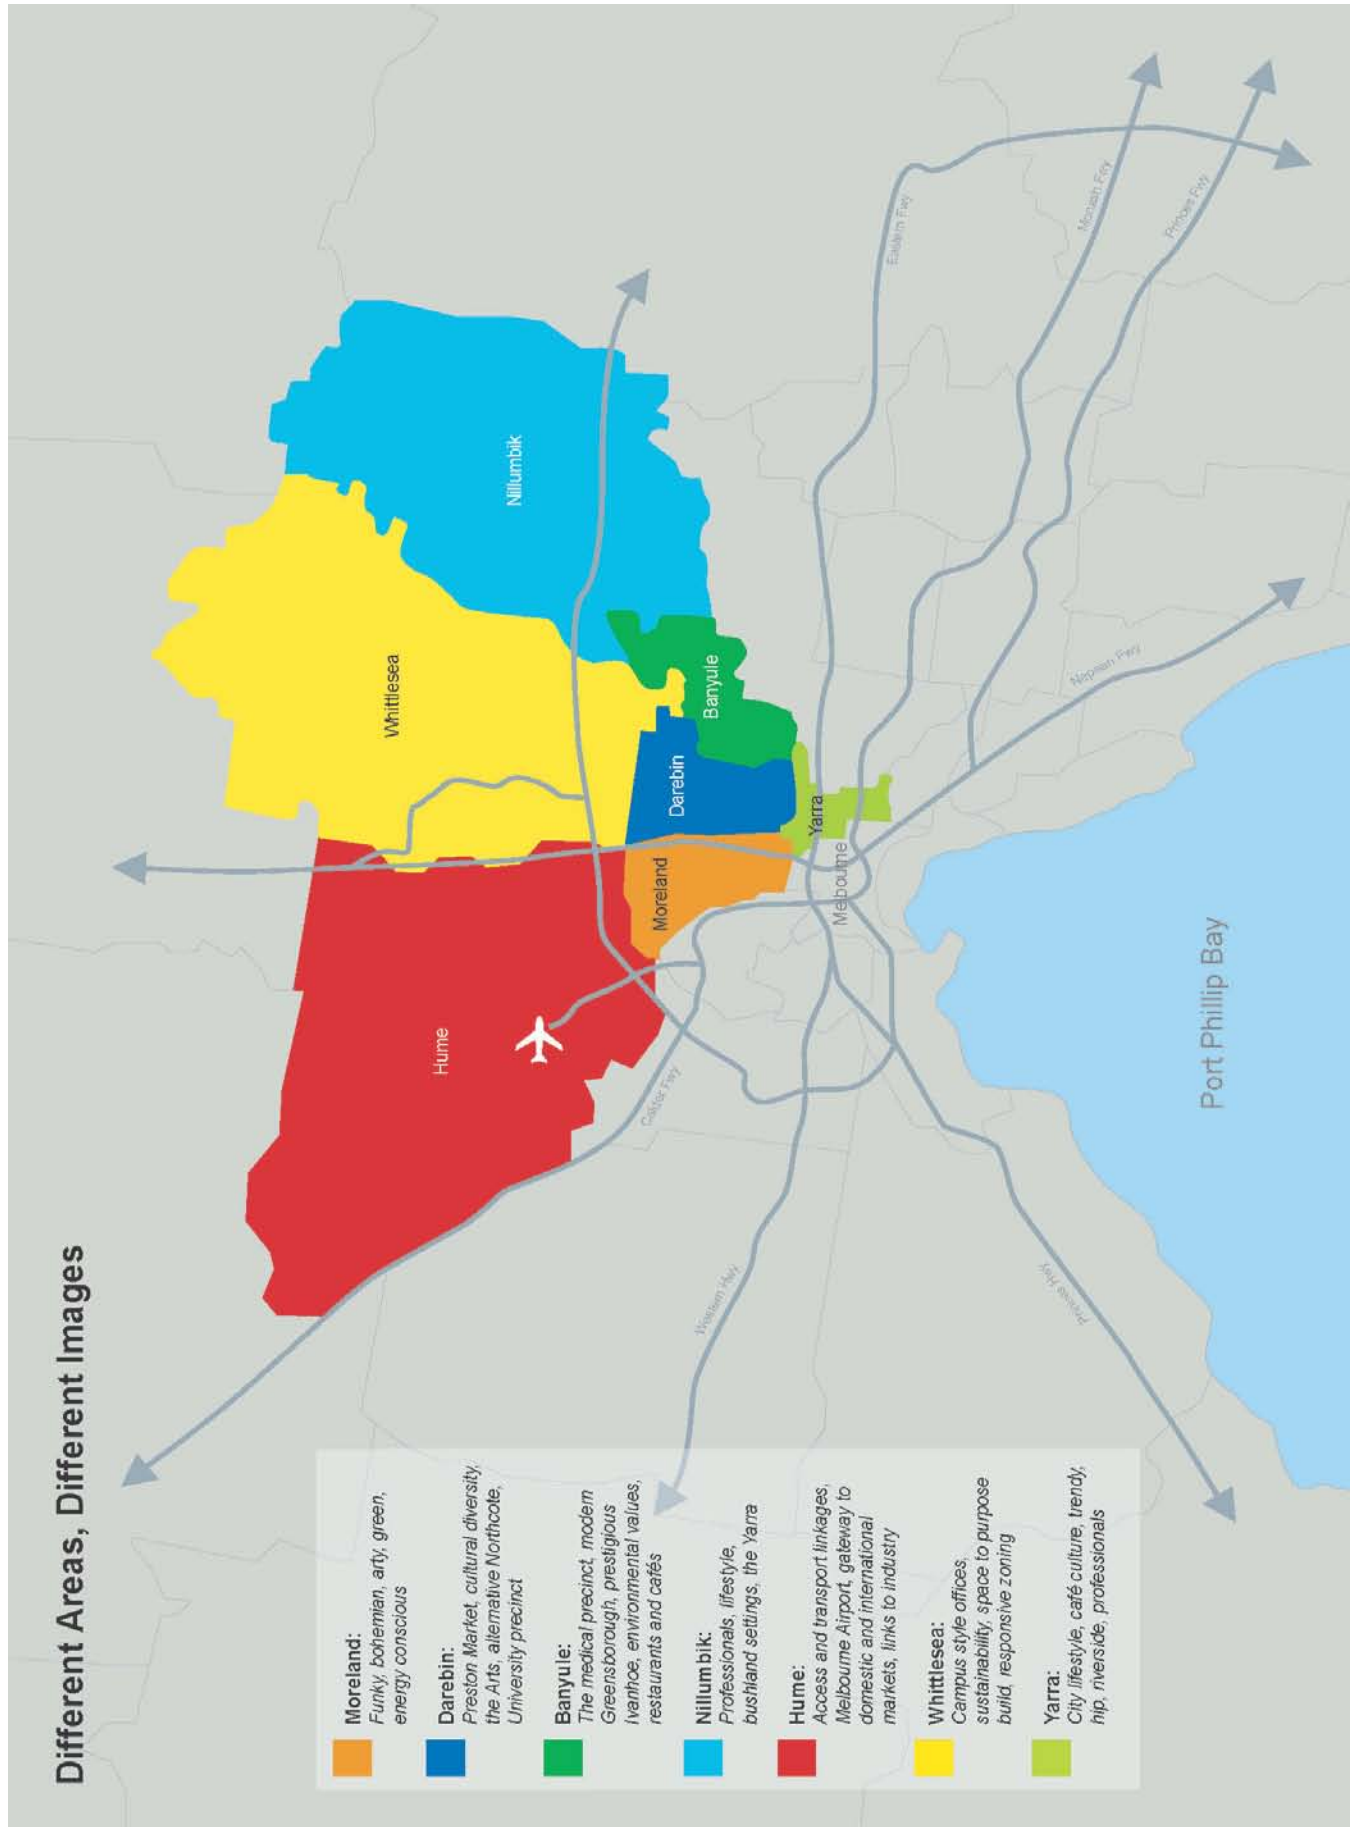 Different Areas, Different Images
Moreland:
Funky, bohemian, arty, green,
energy conscious
Darebin:
Preston Market, cultural diversity,
the Arts, alternative Northcote,
University precinct
Banyule:
The medical precinct, modern
Greensborough, prestigious
Ivanhoe, environmental values,
restaurants and cafés
Nillumbik:
Professionals, lifestyle,
bushland settings, the Yarra
Hume:
Access and transport linkages,
Melbourne Airport, gateway to
domestic and international
markets, links to industry
Whittlesea:
Campus style offices,
sustainability, space to purpose
build, responsive zoning
Yarra:
City lifestyle, café culture, trendy,
hip, riverside, professionals
Whittlesea
Hume
Nillumbik
Moreland
Darebin
Banyule
Calder Fwy
Western Hwy
Yarra
Melbourne
Eastern Fwy
Princes Hwy
Nepean Fwy
Monash Fwy
Princes Fwy
Port Phillip Bay